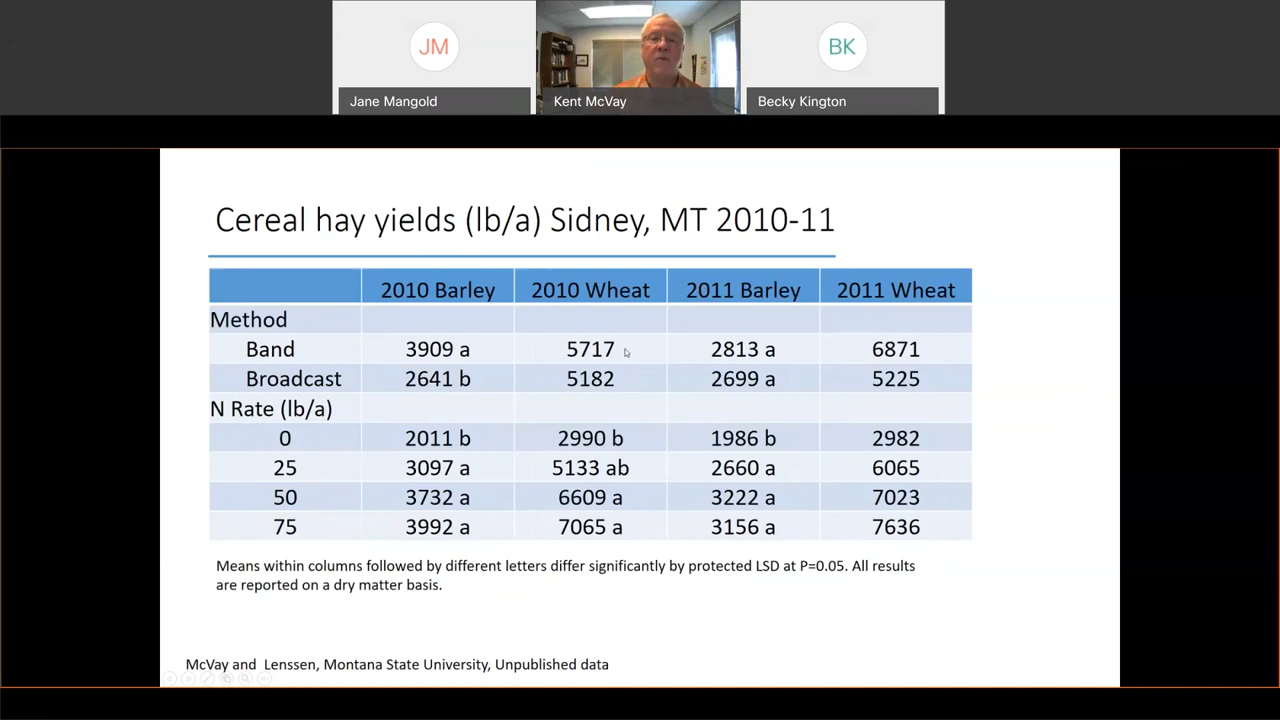 JM
BK
Jane Mangold
Kent McVay
Becky Kington
Cereal hay yields (lb/a) Sidney, MT 2010-11
2010 Barley 2010 Wheat 2011 Barley 2011 Wheat
Method
Band 3909 a 5717 2813 a 6871
Broadcast 2641 b 5182 2699 a 5225
N Rate (lb/a)
0 2011 b 2990 b 1986 b 2982
25 3097 a 5133 ab 2660 a 6065
50 3732 a 6609 a 3222 a 7023
75 3992 a 7065 a 3156 a 7636
Means within columns followed by different letters differ significantly by protected LSD at P=0.05. All results
are reported on a dry matter basis.
McVay and Lenssen, Montana State University, Unpublished data